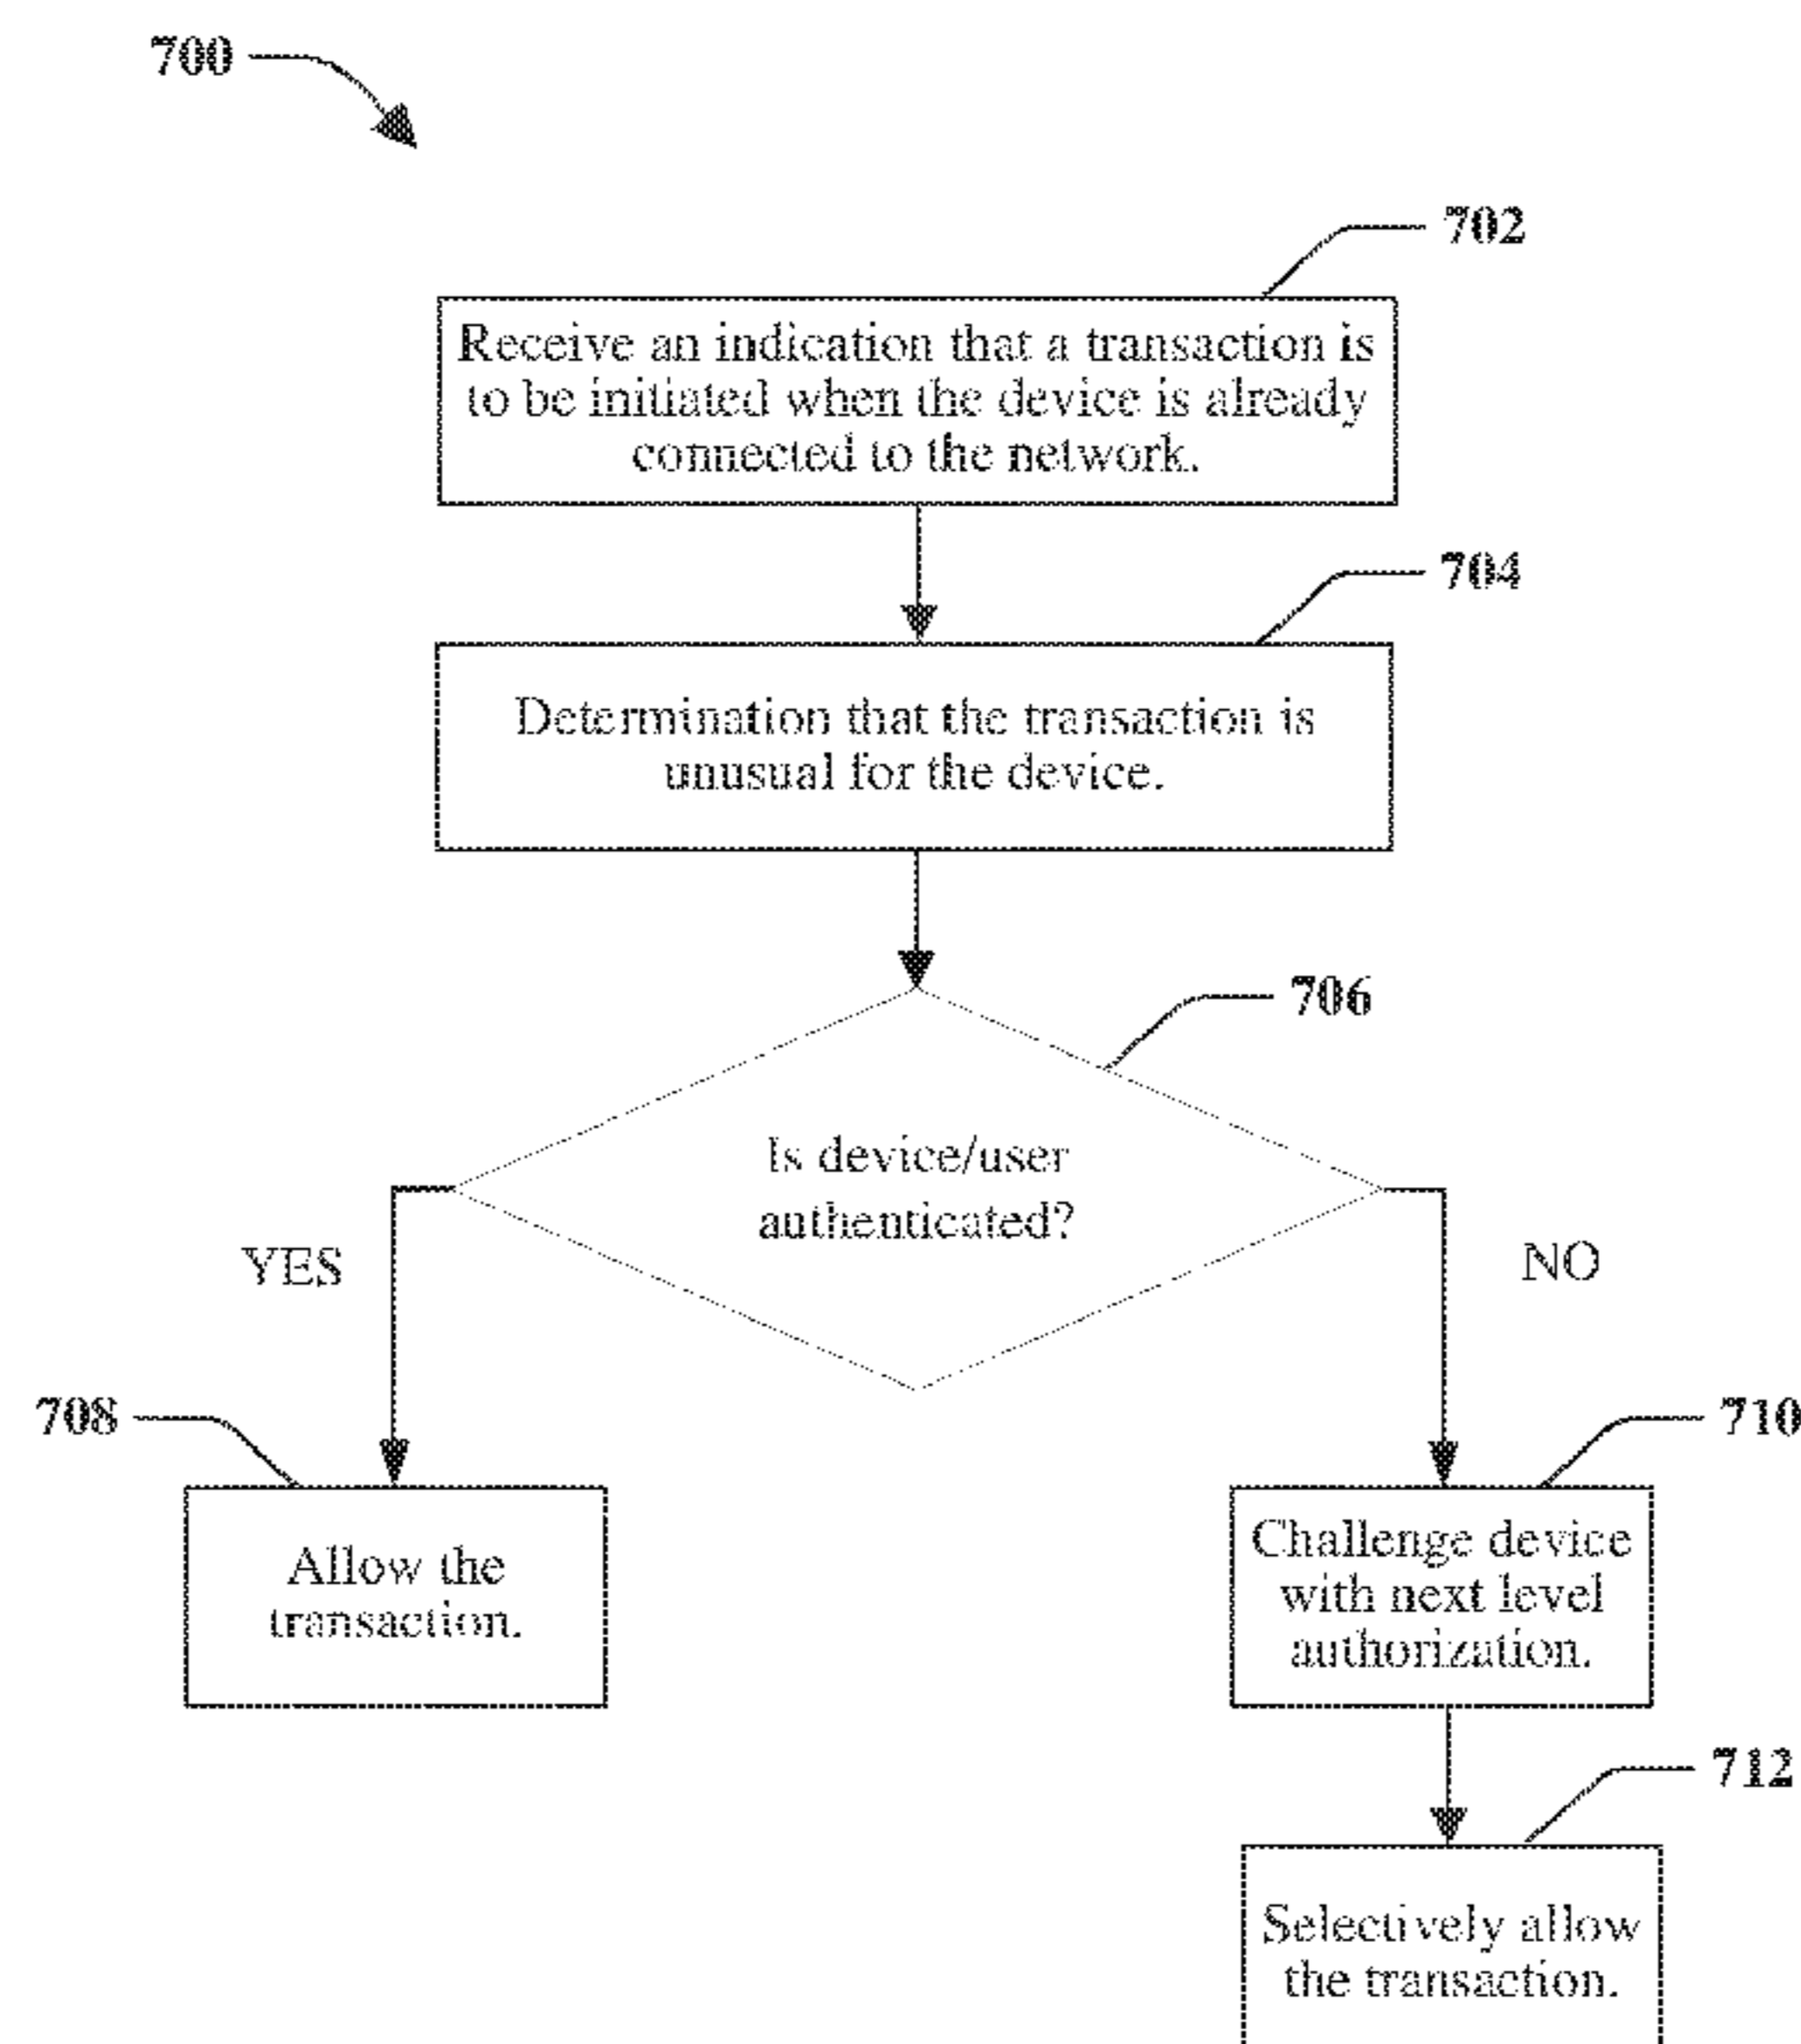 700
702
Receive an indication that a transaction is
to be initiated when the device is already
connected to the network.
704
Determination that the transaction is
unusual for the device.
706
Is device/user
authenticated?
YES
NO
708
710
Allow the
transaction.
Challenge device
with next level
authorization.
712
Selectively allow
the transaction.